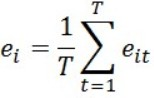 e_i = \frac{1}{T} \sum_{t=1}^{T} e_{it}